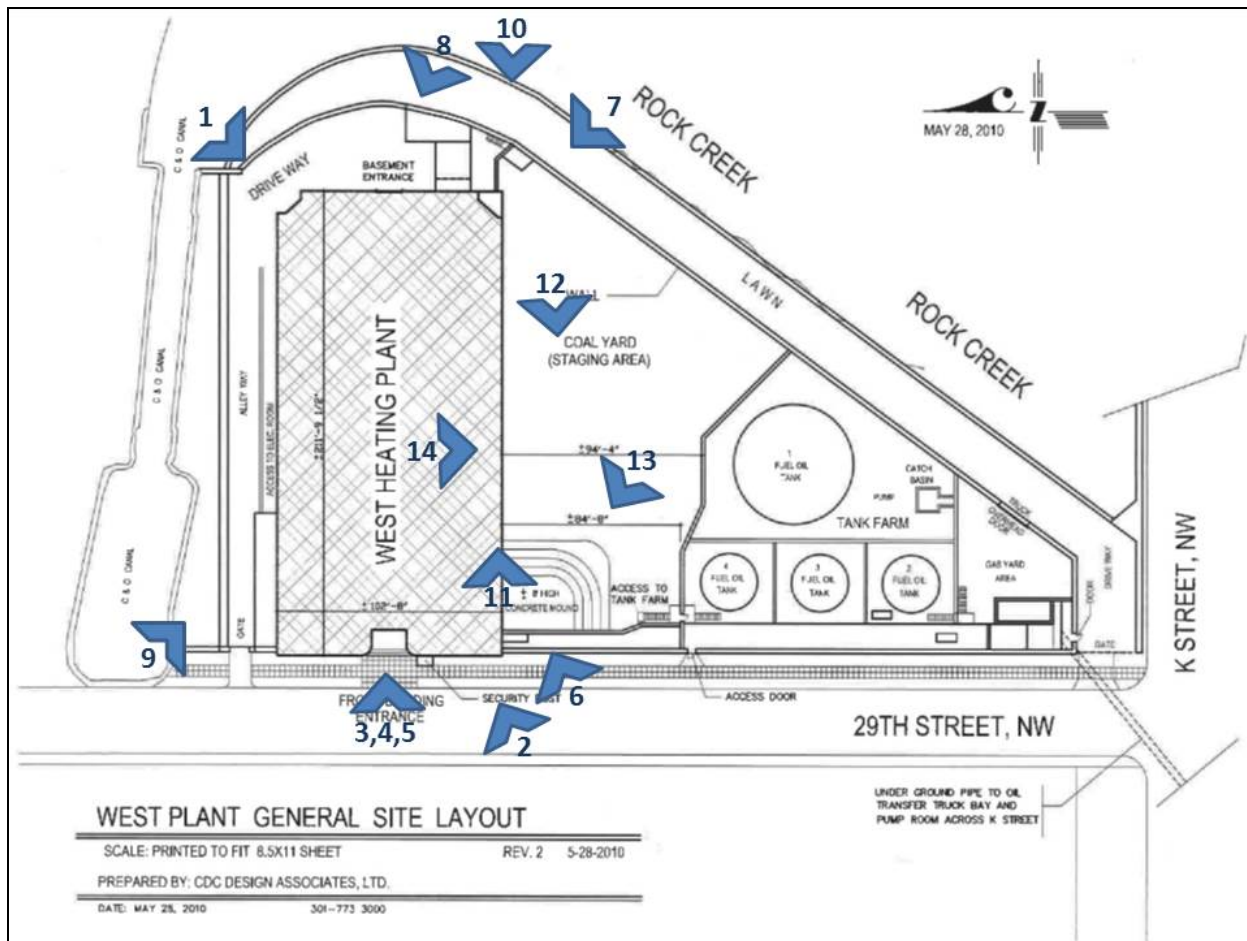 10
8
7
1
ROCK CREEK
MAY 28, 2010
C & O CANAL
DRIVE WAY
BASEMENT
ENTRANCE
12
WALL
LAWN
ROCK CREEK
COAL YARD
(STAGING AREA)
C & O CANAL
ALLEY WAY
ACCESS TO ELEC. ROOM
WEST HEATING PLANT
14
±94'-4"
13
1
FUEL OIL
TANK
CATCH
BASIN
PUMP
TANK FARM
TRUCK
OVERHEAD
DOOR
±84'-8"
C & O CANAL
11
± 8' HIGH
CONCRETE MOUND
ACCESS TO
TANK FARM
4
FUEL OIL
TANK
3
FUEL OIL
TANK
2
FUEL OIL
TANK
GAS YARD
AREA
DOOR
DRIVE WAY
K STREET, NW
±102'-8"
9
GATE
GATE
6
SECURITY POST
ACCESS DOOR
FRONT BUILDING
ENTRANCE
3,4,5
2
29TH STREET, NW
UNDER GROUND PIPE TO OIL
TRANSFER TRUCK BAY AND
PUMP ROOM ACROSS K STREET
WEST PLANT GENERAL SITE LAYOUT
SCALE: PRINTED TO FIT 8.5X11 SHEET REV. 2 5-28-2010
PREPARED BY: CDC DESIGN ASSOCIATES, LTD.
DATE: MAY 28, 2010 301-773 3000